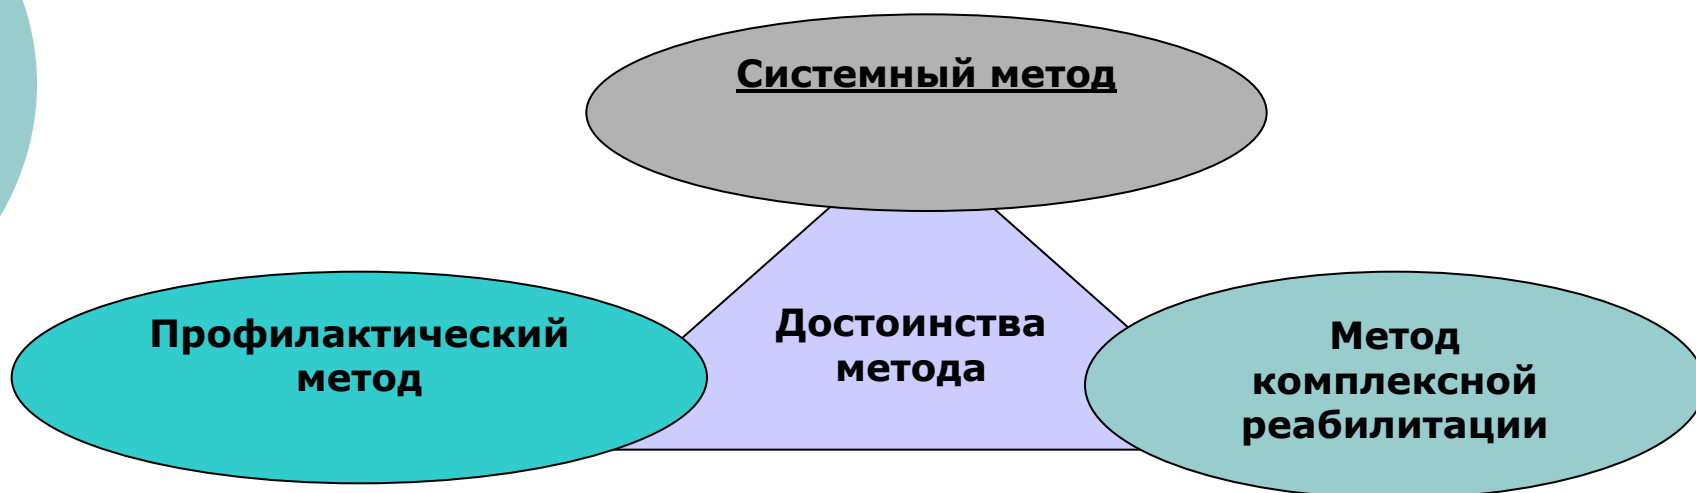 Системный метод
Профилактический
метод
Достоинства
метода
Метод
комплексной
реабилитации